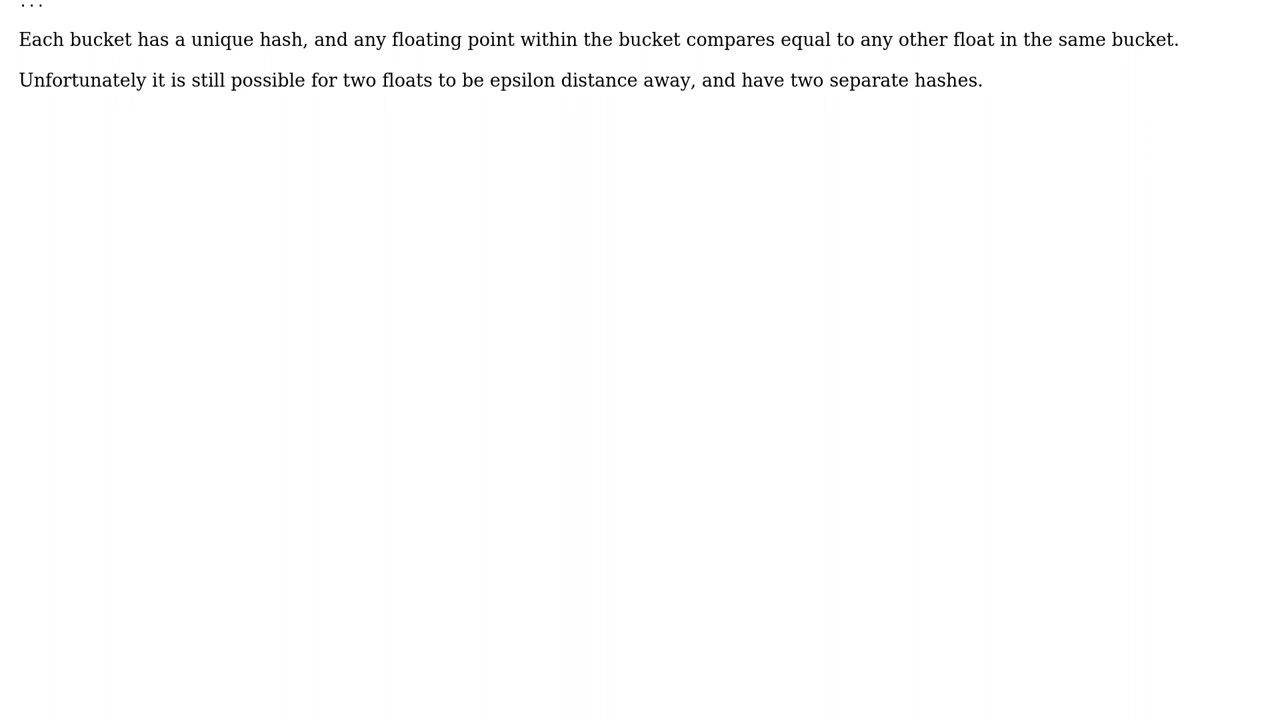 ...
Each bucket has a unique hash, and any floating point within the bucket compares equal to any other float in the same bucket.
Unfortunately it is still possible for two floats to be epsilon distance away, and have two separate hashes.